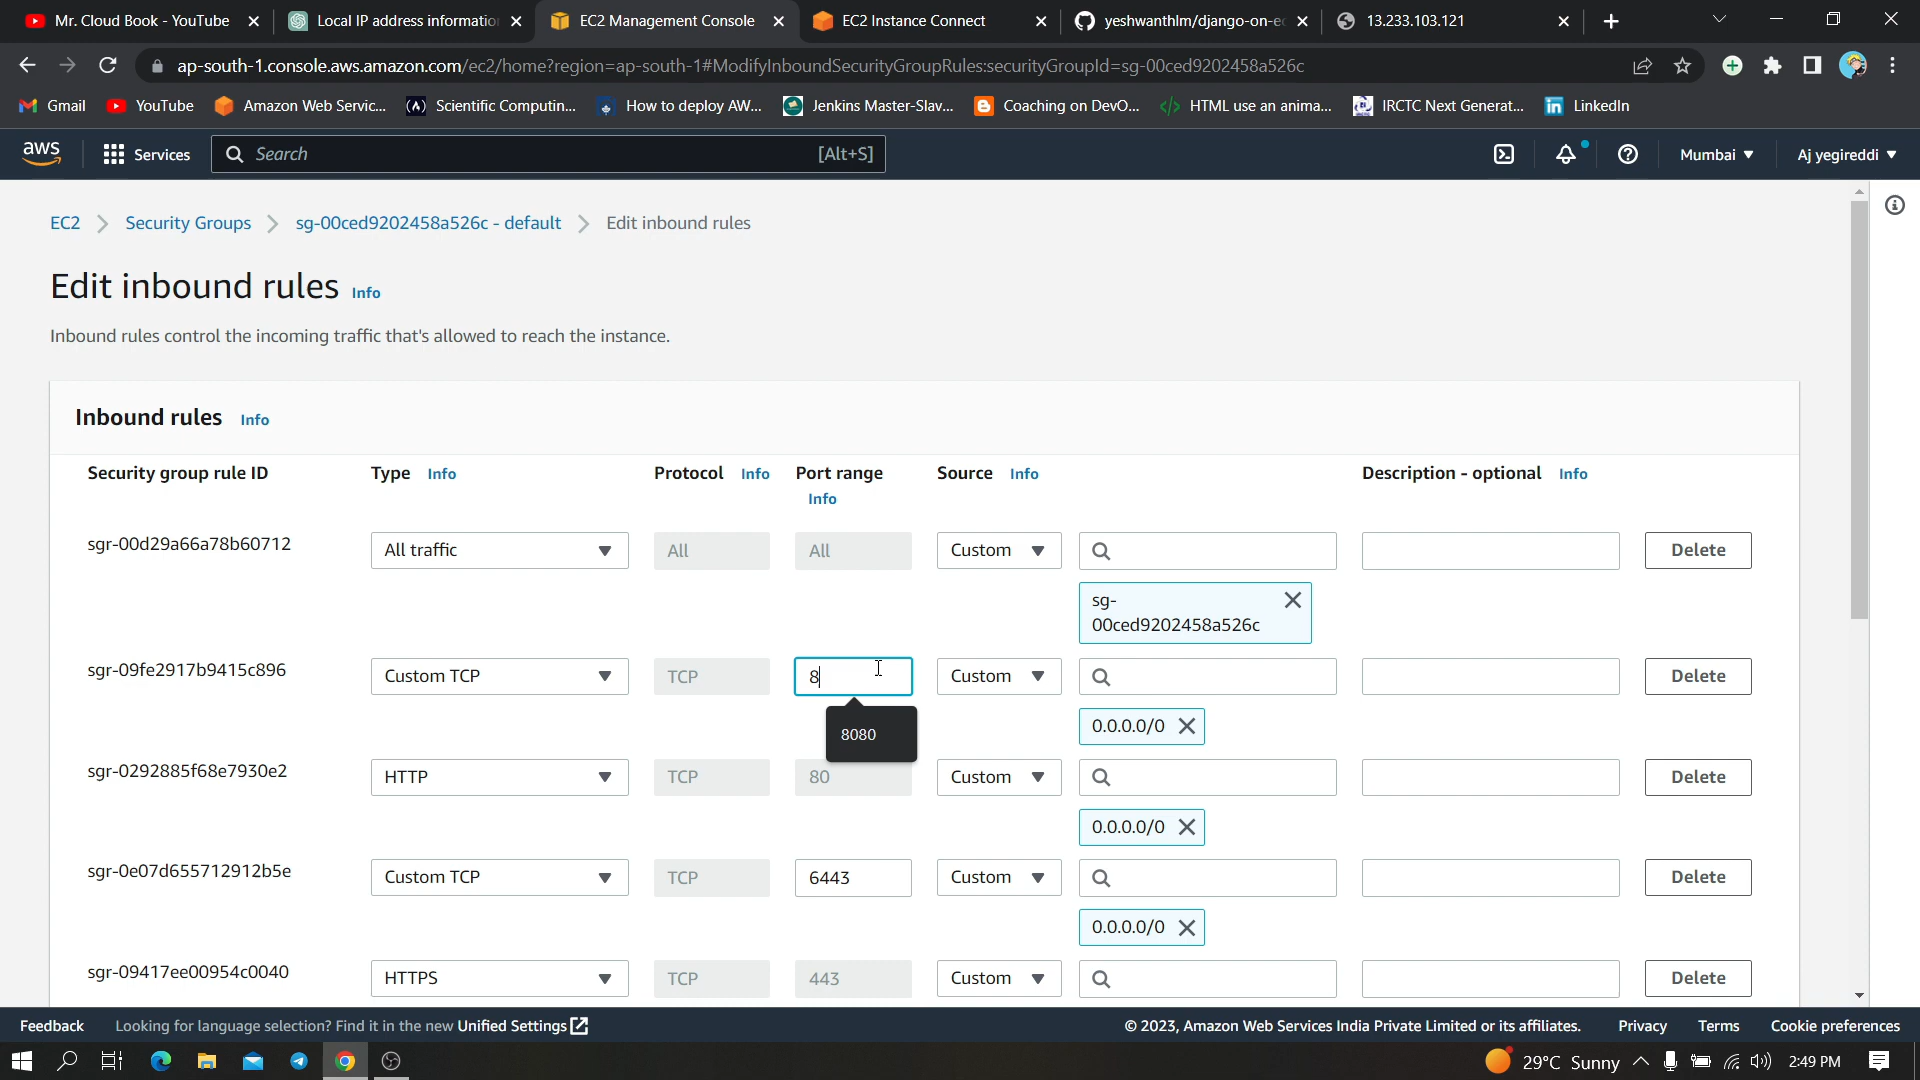 Mr. Cloud Book - YouTube
Local IP address informatio
EC2 Management Console
EC2 Instance Connect
yeshwanthlm/django-on-ec
13.233.103.121
ap-south-1.console.aws.amazon.com/ec2/home?region=ap-south-1#ModifyInboundSecurityGroupRules:securityGroupId=sg-00ced9202458a526c
Gmail
YouTube
Amazon Web Servic...
Scientific Computin...
How to deploy AW...
Jenkins Master-Slav...
Coaching on DevO...
HTML use an anima...
IRCTC Next Generat...
LinkedIn
aws
Services
Search
[Alt+S]
Mumbai
Aj yegireddi
EC2
Security Groups
sg-00ced9202458a526c - default
Edit inbound rules
Edit inbound rules Info
Inbound rules control the incoming traffic that's allowed to reach the instance.
Inbound rules Info
Security group rule ID
Type Info
Protocol Info
Port range
Info
Source Info
Description - optional Info
sgr-00d29a66a78b60712
All traffic
All
All
Custom
Delete
sg-
00ced9202458a526c
sgr-09fe2917b9415c896
Custom TCP
TCP
8
Custom
Delete
0.0.0.0/0
8080
sgr-0292885f68e7930e2
HTTP
TCP
80
Custom
Delete
0.0.0.0/0
sgr-0e07d655712912b5e
Custom TCP
TCP
6443
Custom
Delete
0.0.0.0/0
sgr-09417ee00954c0040
HTTPS
TCP
443
Custom
Delete
Feedback
Looking for language selection? Find it in the new Unified Settings
© 2023, Amazon Web Services India Private Limited or its affiliates.
Privacy
Terms
Cookie preferences
29°C Sunny
2:49 PM